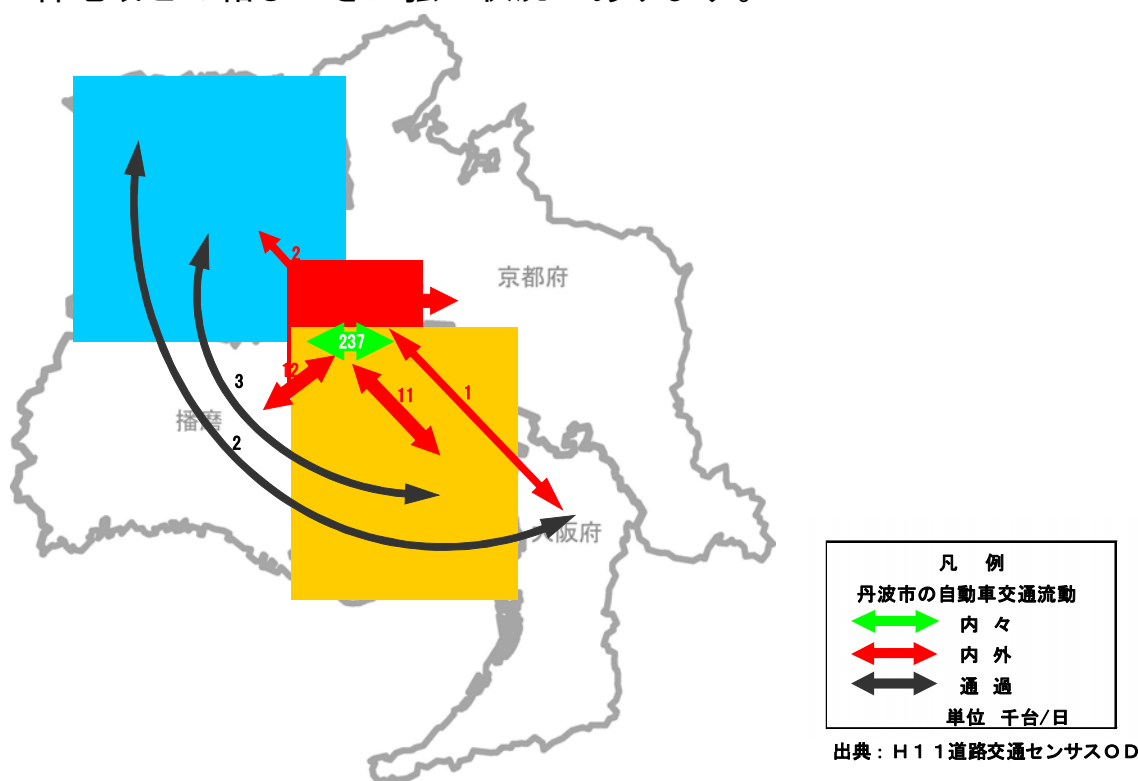 2
京都府
237
12
3
11
1
播磨
2
大阪府
凡 例
丹波市の自動車交通流動
内 々
内 外
通 過
単位 千台/日
出典：Ｈ１１道路交通センサスＯＤ